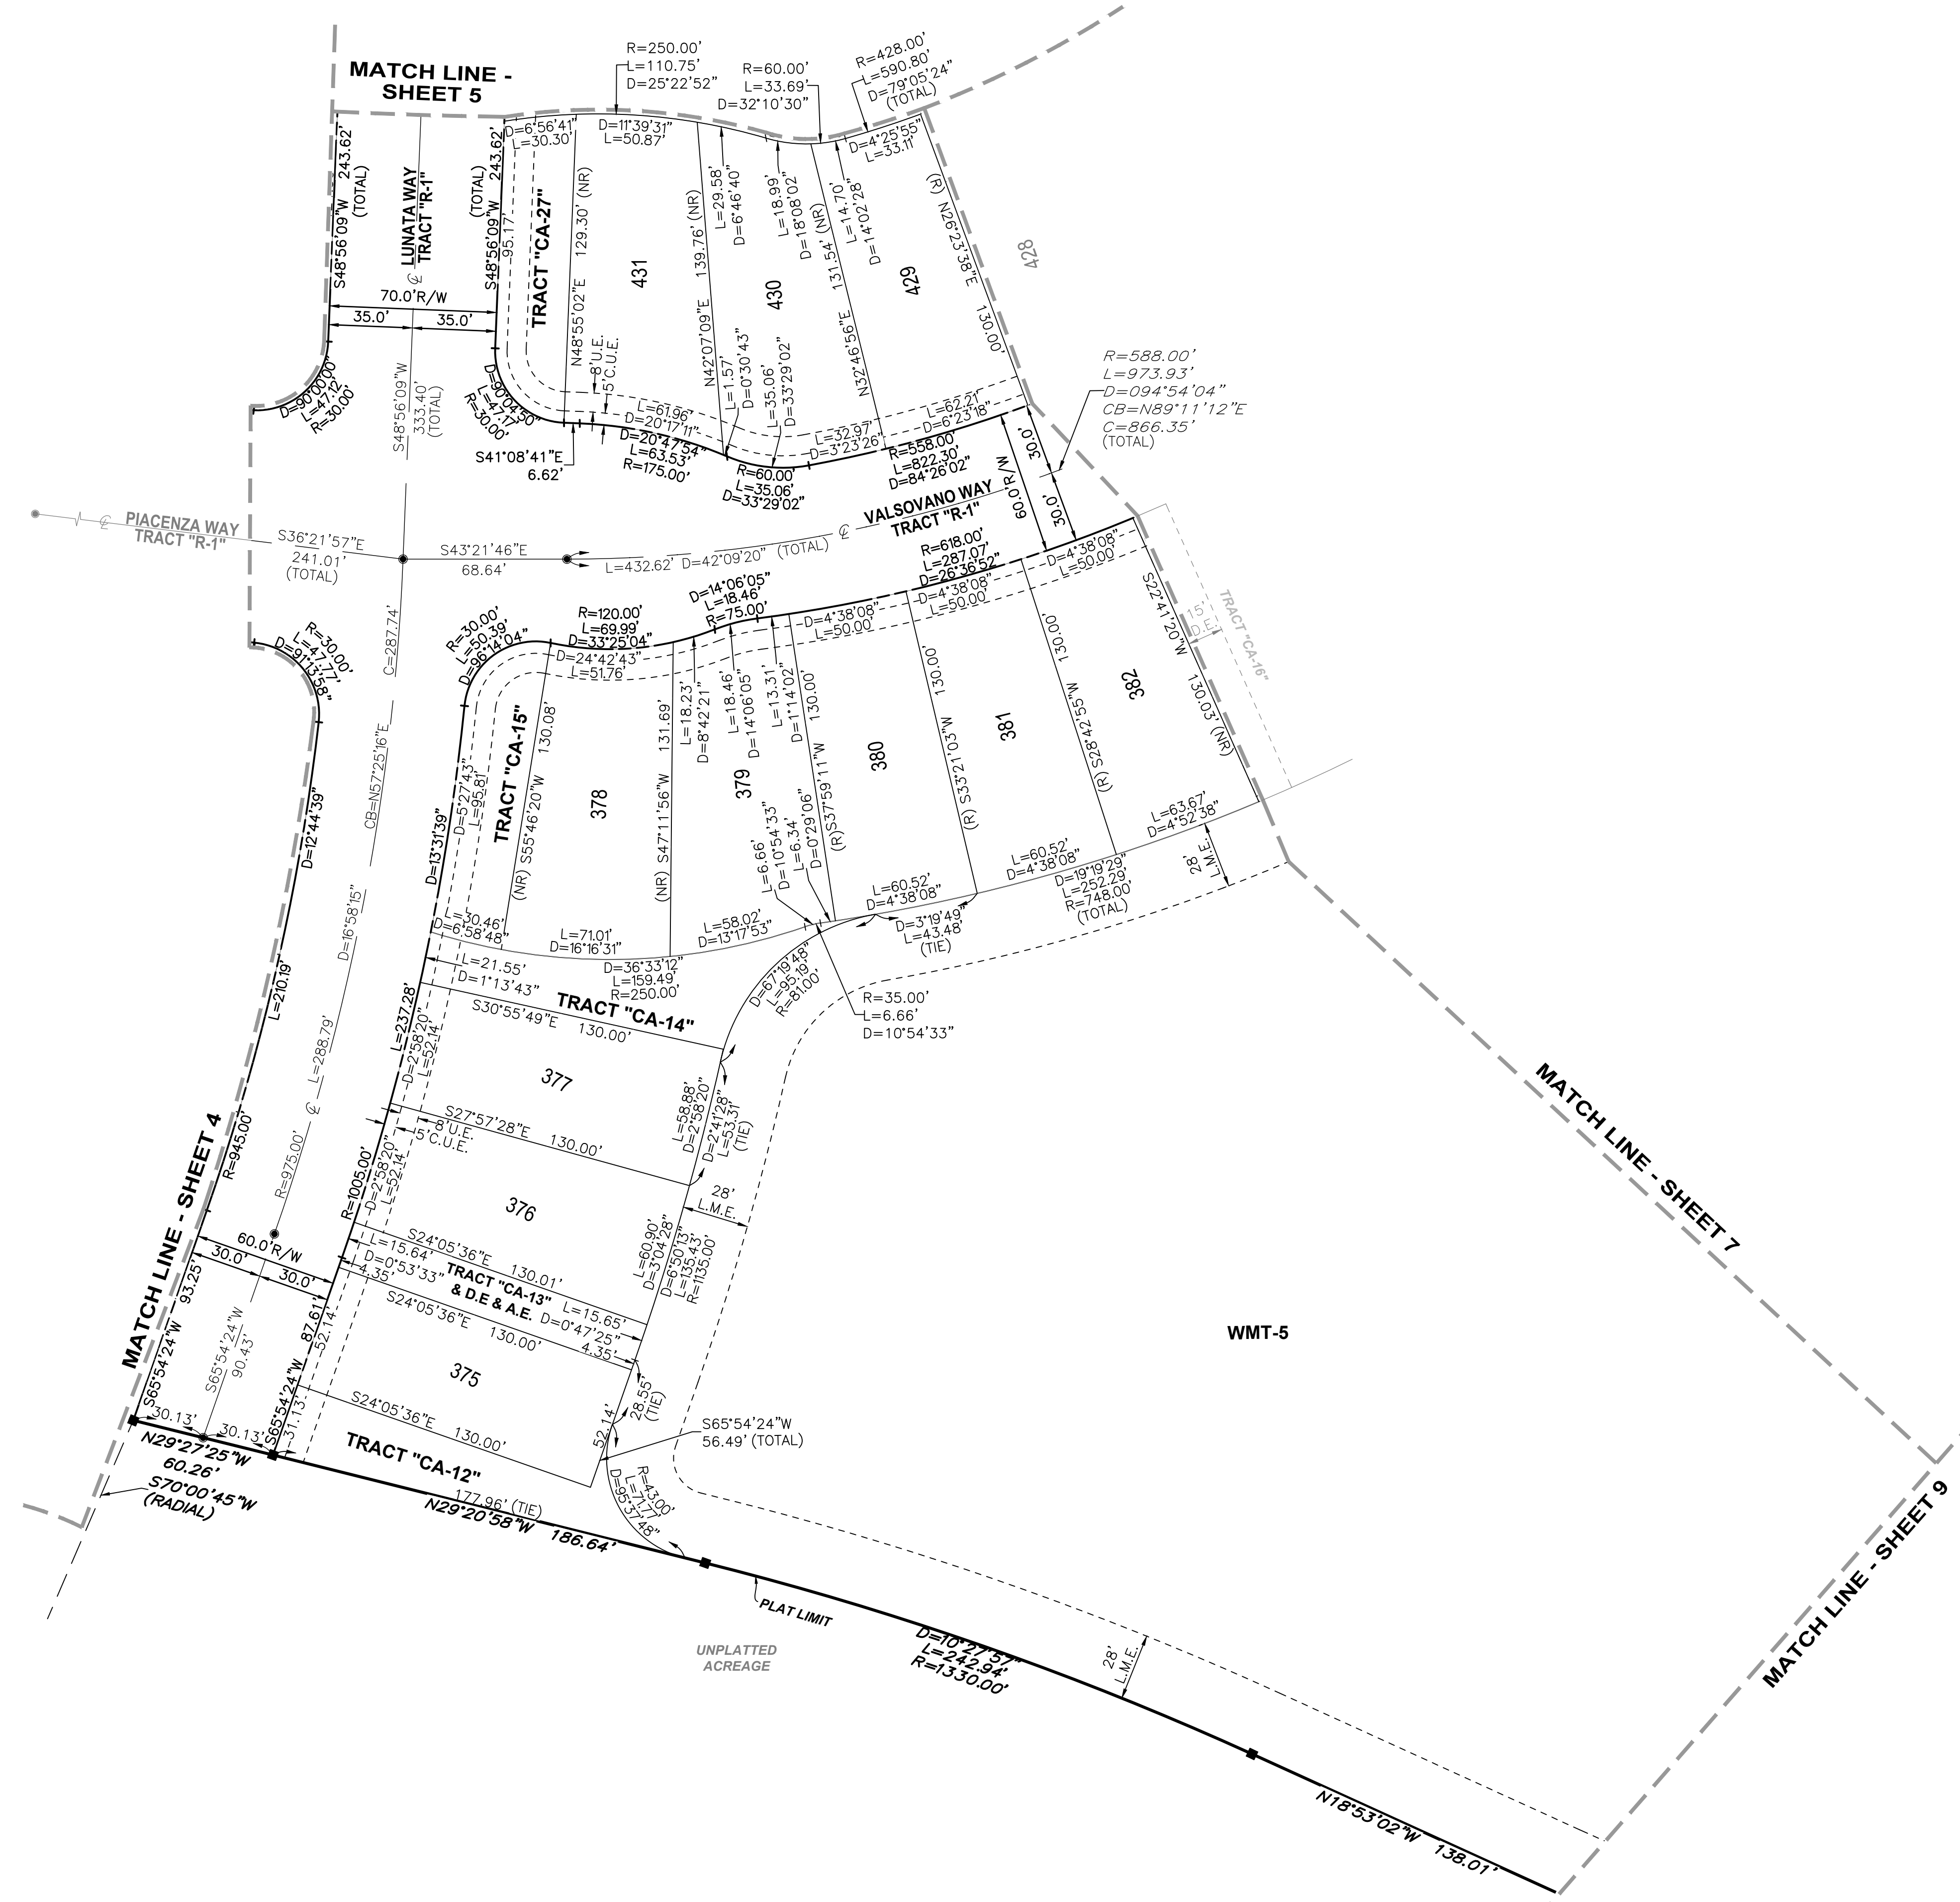 MATCH LINE -
SHEET 5
R=250.00'
L=110.75'
D=25°22'52"
R=60.00'
L=33.69'
D=32°10'30"
R=428.00'
L=590.80'
D=79°05'24"
(TOTAL)
S48°56'09"W 243.62'
(TOTAL)
LUNATA WAY
TRACT "R-1"
℄
(TOTAL)
S48°56'09"W 243.62'
95.17'
TRACT "CA-27"
D=6°56'41"
L=30.30'
D=11°39'31"
L=50.87'
N48°55'02"E 129.30' (NR)
431
N42°07'09"E 139.76' (NR)
L=29.58'
D=6°46'40"
L=18.99'
D=18°08'02"
430
N32°46'56"E 131.54' (NR)
L=14.70'
D=14°02'28"
D=4°25'55"
L=33.11'
429
(R) N26°23'38"E 130.00'
428
70.0'R/W
35.0'
35.0'
D=90°00'00"
L=47.12'
R=30.00'
S48°56'09"W
333.40'
(TOTAL)
D=90°04'50"
L=47.17'
R=30.00'
8'U.E.
5'C.U.E.
S41°08'41"E
6.62'
L=61.96'
D=20°17'11"
D=20°47'54"
L=63.53'
R=175.00'
L=1.57'
D=0°30'43"
L=35.06'
D=33°29'02"
R=60.00'
L=35.06'
D=33°29'02"
L=32.97'
D=3°23'26"
L=62.21'
D=6°23'18"
R=558.00'
L=822.30'
D=84°26'02"
R=588.00'
L=973.93'
D=094°54'04"
CB=N89°11'12"E
C=866.35'
(TOTAL)
30.0'
30.0'
60.0'R/W
VALSOVANO WAY
TRACT "R-1"
℄
℄ PIACENZA WAY
TRACT "R-1"
S36°21'57"E
241.01'
(TOTAL)
S43°21'46"E
68.64'
L=432.62' D=42°09'20" (TOTAL) ℄
R=618.00'
L=287.07'
D=26°36'52"
D=4°38'08"
L=50.00'
D=4°38'08"
L=50.00'
D=4°38'08"
L=50.00'
D=14°06'05"
L=18.46'
R=75.00'
R=120.00'
L=69.99'
D=33°25'04"
D=24°42'43"
L=51.76'
R=30.00'
L=50.39'
D=96°14'04"
R=30.00'
L=47.77'
D=91°13'58"
C=287.74'
CB=N57°25'16"E
D=16°58'15"
L=288.79'
℄
R=975.00'
D=12°44'39"
L=210.19'
R=945.00'
D=13°31'39"
L=237.28'
R=1005.00'
D=5°27'43"
L=95.81'
TRACT "CA-15"
(NR) S55°46'20"W 130.08'
378
(NR) S47°11'56"W 131.69'
L=18.23'
D=8°42'21"
L=18.46'
D=14°06'05"
L=13.31'
D=1°14'02"
379
(R)S37°59'11"W 130.00'
380
(R) S33°21'03"W 130.00'
381
(R) S28°42'55"W 130.00'
382
S22°41'20"W 130.03' (NR)
15'
D.E.
TRACT "CA-16"
L=6.66'
D=10°54'33"
L=6.34'
D=0°29'06"
L=60.52'
D=4°38'08"
L=60.52'
D=4°38'08"
L=63.67'
D=4°52'38"
D=19°19'29"
L=252.29'
R=748.00'
(TOTAL)
28'
L.M.E.
D=3°19'49"
L=43.48'
(TIE)
L=30.46'
D=6°58'48"
L=71.01'
D=16°16'31"
L=58.02'
D=13°17'53"
D=36°33'12"
L=159.49'
R=250.00'
D=67°19'48"
L=95.19'
R=81.00'
R=35.00'
L=6.66'
D=10°54'33"
L=21.55'
D=1°13'43"
TRACT "CA-14"
S30°55'49"E 130.00'
D=2°58'20"
L=52.14'
377
L=58.88'
D=2°58'20"
D=2°41'28"
L=53.31'
(TIE)
S27°57'28"E 130.00'
8'U.E.
5'C.U.E.
D=2°58'20"
L=52.14'
376
28'
L.M.E.
L=60.90'
D=3°04'28"
D=6°50'13"
L=135.43'
R=1135.00'
S24°05'36"E 130.01'
L=15.64'
D=0°53'33"
4.35'
TRACT "CA-13"
& D.E & A.E.
L=15.65'
D=0°47'25"
4.35'
S24°05'36"E 130.00'
375
52.14'
28.55'
(TIE)
52.14'
S24°05'36"E 130.00'
S65°54'24"W
56.49' (TOTAL)
MATCH LINE - SHEET 4
60.0'R/W
30.0'
30.0'
S65°54'24"W 93.25'
S65°54'24"W
90.43'
S65°54'24"W 87.61'
31.13'
30.13'
30.13'
N29°27'25"W
60.26'
S70°00'45"W
(RADIAL)
TRACT "CA-12"
177.96' (TIE)
N29°20'58"W 186.64'
R=43.00'
L=71.77'
D=95°37'48"
PLAT LIMIT
UNPLATTED
ACREAGE
D=10°27'57"
L=242.94'
R=1330.00'
28'
L.M.E.
N18°53'02"W 138.01'
WMT-5
MATCH LINE - SHEET 7
MATCH LINE - SHEET 9